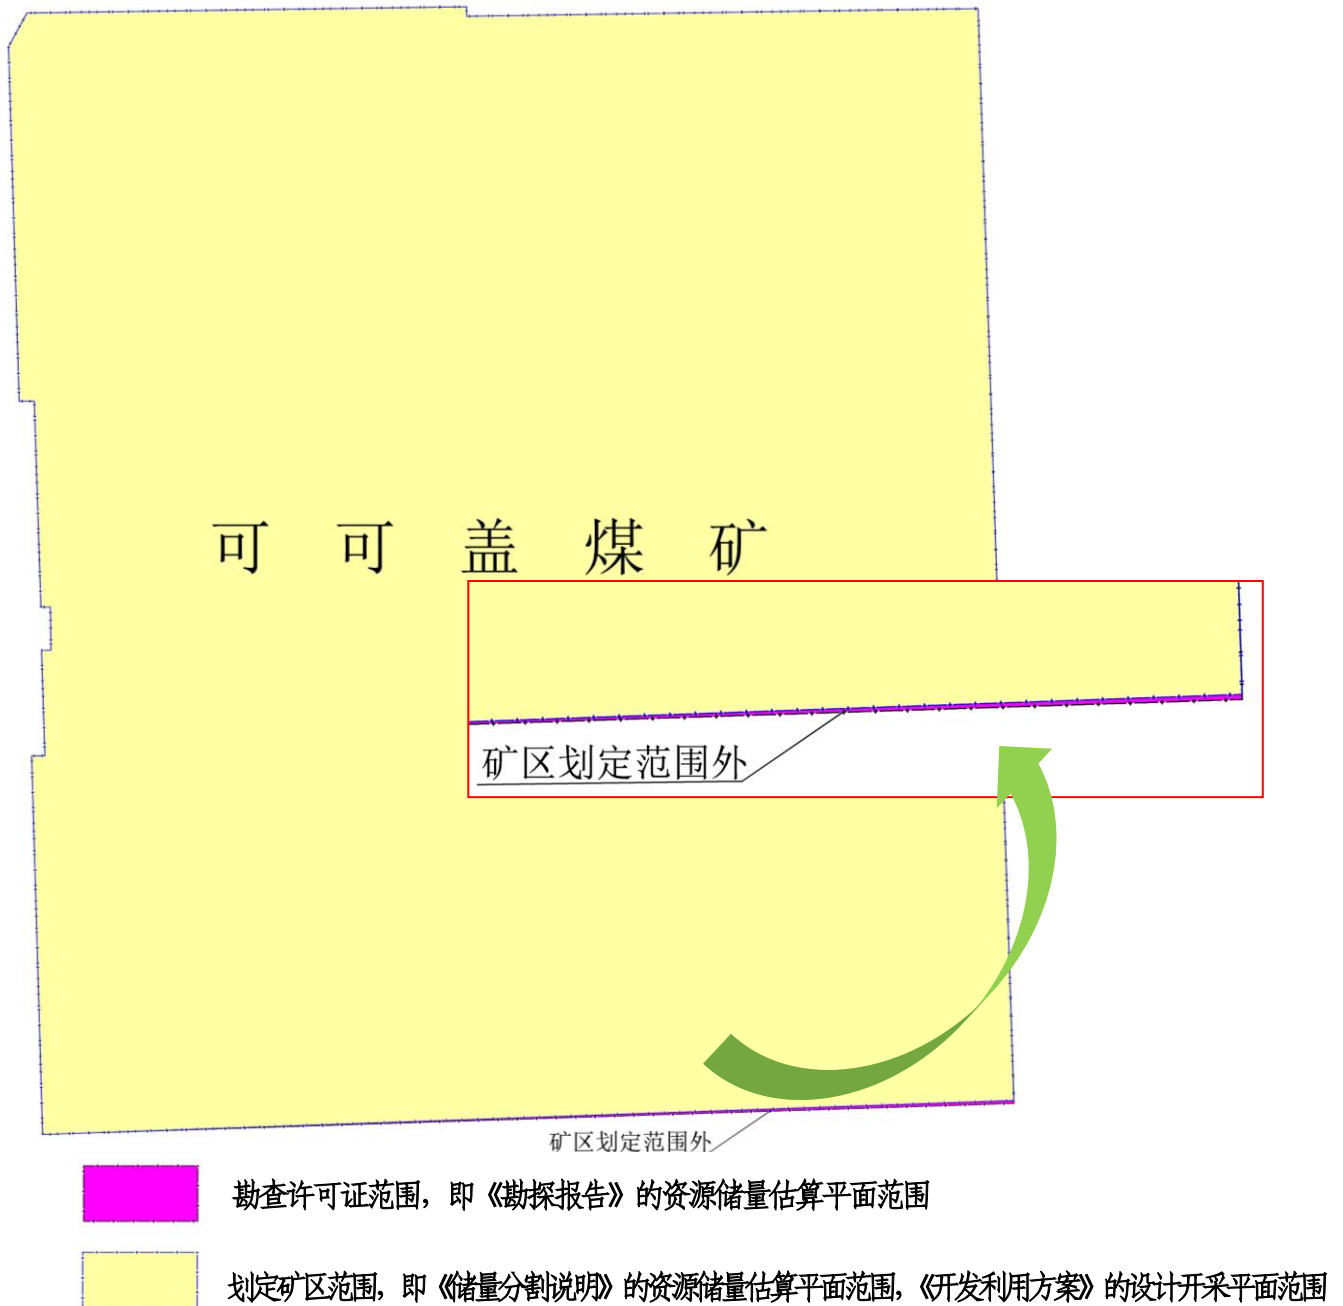 可可盖煤矿
矿区划定范围外
矿区划定范围外
勘查许可证范围，即《勘探报告》的资源储量估算平面范围
划定矿区范围，即《储量分割说明》的资源储量估算平面范围，《开发利用方案》的设计开采平面范围